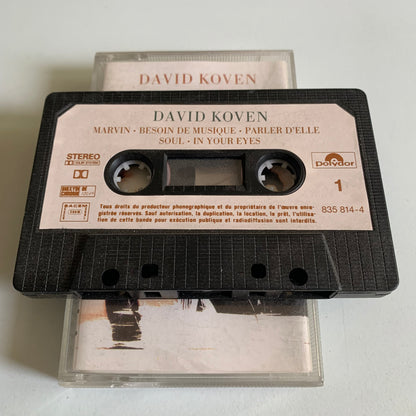 DAVID KOVEN
DAVID KOVEN
MARVIN · BESOIN DE MUSIQUE · PARLER D'ELLE
SOUL · IN YOUR EYES
STEREO
polydor
1
SACEM
835 814-4
Tous droits du producteur phonographique et du propriétaire de l'œuvre enre-
gistrée réservés. Sauf autorisation, la duplication, la location, le prêt, l'utilisa-
tion de cette bande pour exécution publique et radiodiffusion sont interdits.